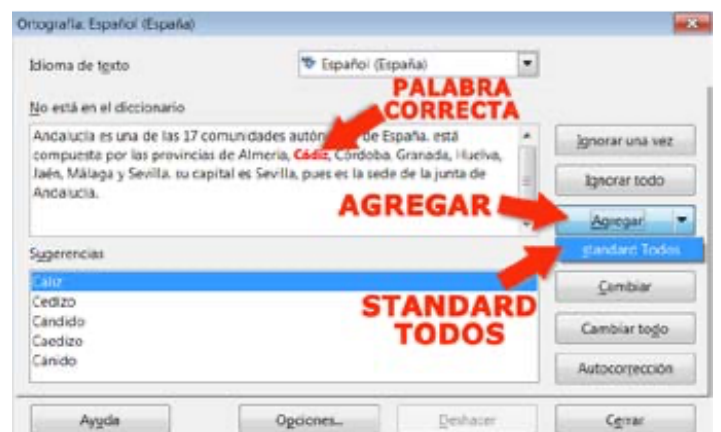 Ortografía: Español (España)
Idioma de texto
Español (España)
PALABRA
CORRECTA
No está en el diccionario
Andalucía es una de las 17 comunidades de España. está
compuesta por las provincias de Almería, Cádiz, Córdoba, Granada, Huelva,
Jaén, Málaga y Sevilla. su capital es Sevilla, pues es la sede de la junta de
Andalucía.
Ignorar una vez
Ignorar todo
AGREGAR
Agregar
standard Todos
Sugerencias
Cáliz
Cedizo
Candido
Caedizo
Canido
STANDARD
TODOS
Cambiar
Cambiar todo
Autocorrección
Ayuda
Opciones...
Deshacer
Cerrar